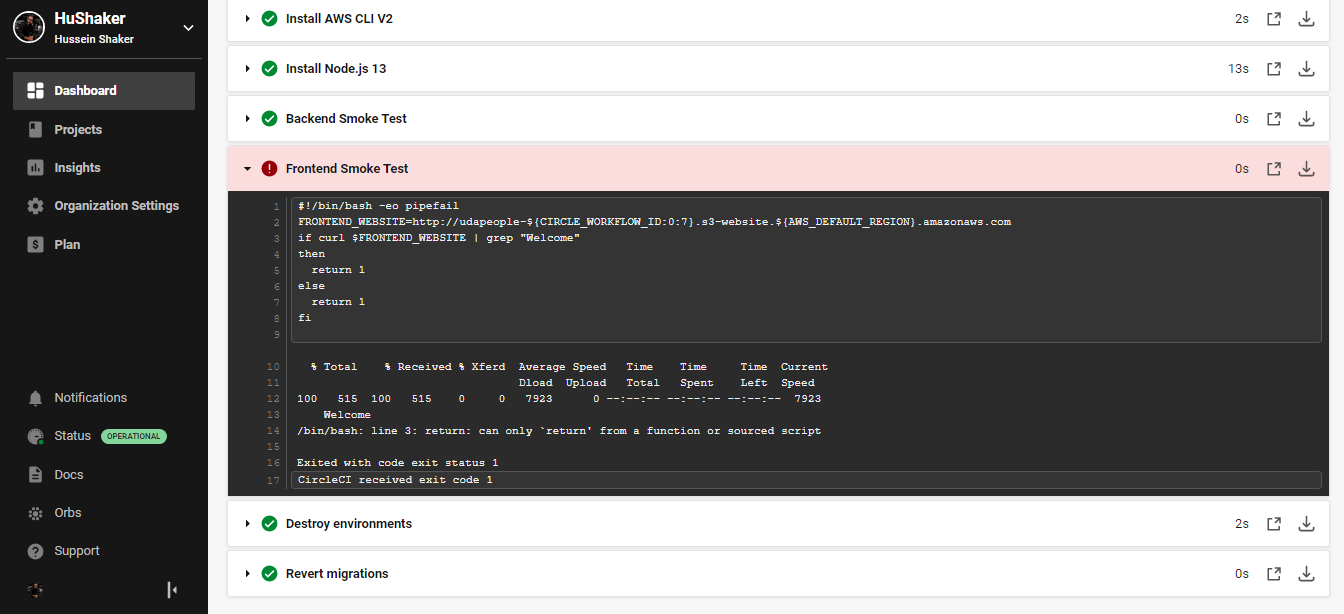 HuShaker
Hussein Shaker
Dashboard
Projects
Insights
Organization Settings
Plan
Notifications
Status OPERATIONAL
Docs
Orbs
Support
Install AWS CLI V2 2s
Install Node.js 13 13s
Backend Smoke Test 0s
Frontend Smoke Test 0s
1 #!/bin/bash -eo pipefail
2 FRONTEND_WEBSITE=http://udapeople-${CIRCLE_WORKFLOW_ID:0:7}.s3-website.${AWS_DEFAULT_REGION}.amazonaws.com
3 if curl $FRONTEND_WEBSITE | grep "Welcome"
4 then
5   return 1
6 else
7   return 1
8 fi
9
10   % Total    % Received % Xferd  Average Speed   Time    Time     Time  Current
11                                  Dload  Upload   Total   Spent    Left  Speed
12 100   515  100   515    0     0   7923      0 --:--:-- --:--:-- --:--:--  7923
13     Welcome
14 /bin/bash: line 3: return: can only `return' from a function or sourced script
15
16 Exited with code exit status 1
17 CircleCI received exit code 1
Destroy environments 2s
Revert migrations 0s